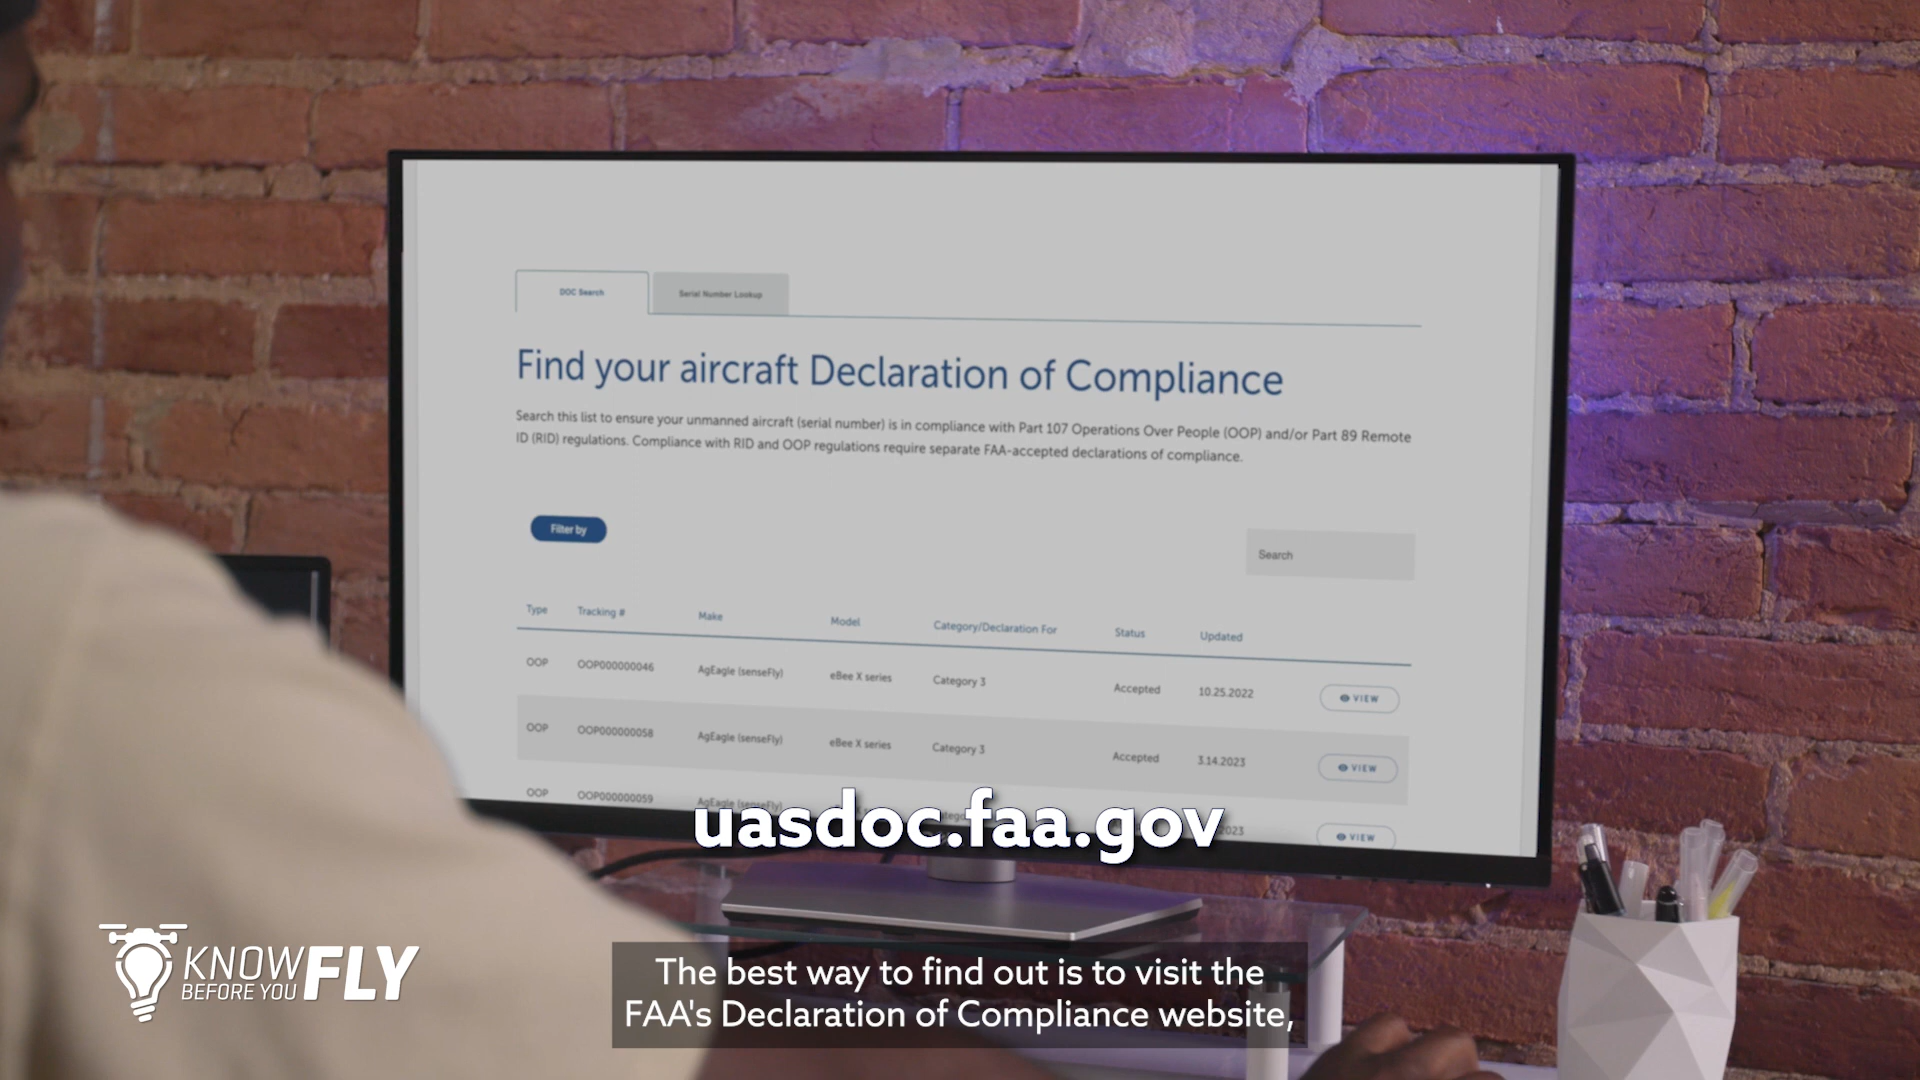 DOC Search
Serial Number Lookup
Find your aircraft Declaration of Compliance
Search this list to ensure your unmanned aircraft (serial number) is in compliance with Part 107 Operations Over People (OOP) and/or Part 89 Remote
ID (RID) regulations. Compliance with RID and OOP regulations require separate FAA-accepted declarations of compliance.
Filter by
Search
Type Tracking # Make Model Category/Declaration For Status Updated
OOP OOP000000046 AgEagle (senseFly) eBee X series Category 3 Accepted 10.25.2022 VIEW
OOP OOP000000058 AgEagle (senseFly) eBee X series Category 3 Accepted 3.14.2023 VIEW
OOP OOP000000059 AgEagle (senseFly) VIEW
uasdoc.faa.gov
KNOW
BEFORE YOU
FLY
The best way to find out is to visit the
FAA's Declaration of Compliance website,